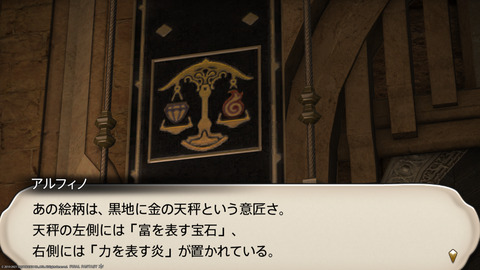 アルフィノ
あの絵柄は、黒地に金の天秤という意匠さ。
天秤の左側には「富を表す宝石」、
右側には「力を表す炎」が置かれている。